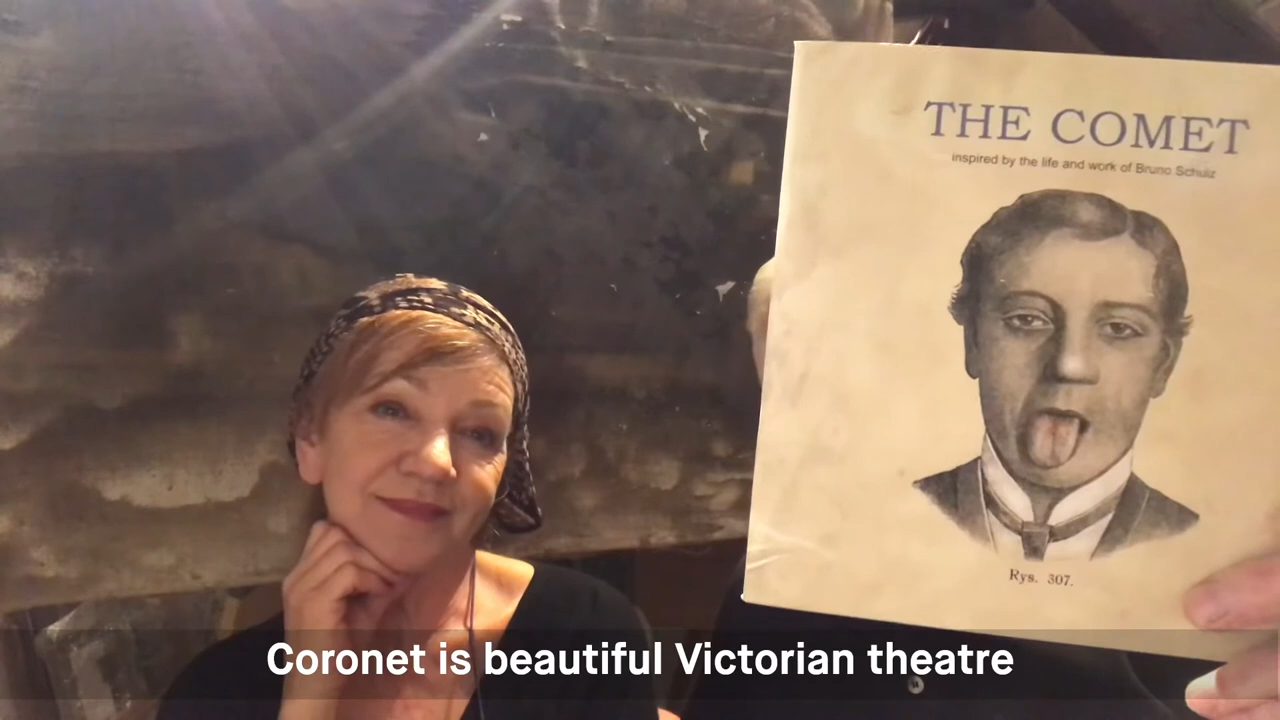 THE COMET
inspired by the life and work of Bruno Schulz
Rys. 307.
Coronet is beautiful Victorian theatre